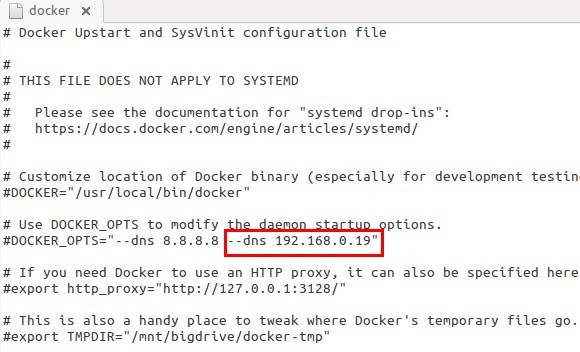 docker ×
# Docker Upstart and SysVinit configuration file
#
# THIS FILE DOES NOT APPLY TO SYSTEMD
#
#   Please see the documentation for "systemd drop-ins":
#   https://docs.docker.com/engine/articles/systemd/
#
# Customize location of Docker binary (especially for development testin
#DOCKER="/usr/local/bin/docker"
# Use DOCKER_OPTS to modify the daemon startup options.
#DOCKER_OPTS="--dns 8.8.8.8 --dns 192.168.0.19"
# If you need Docker to use an HTTP proxy, it can also be specified here
#export http_proxy="http://127.0.0.1:3128/"
# This is also a handy place to tweak where Docker's temporary files go.
#export TMPDIR="/mnt/bigdrive/docker-tmp"